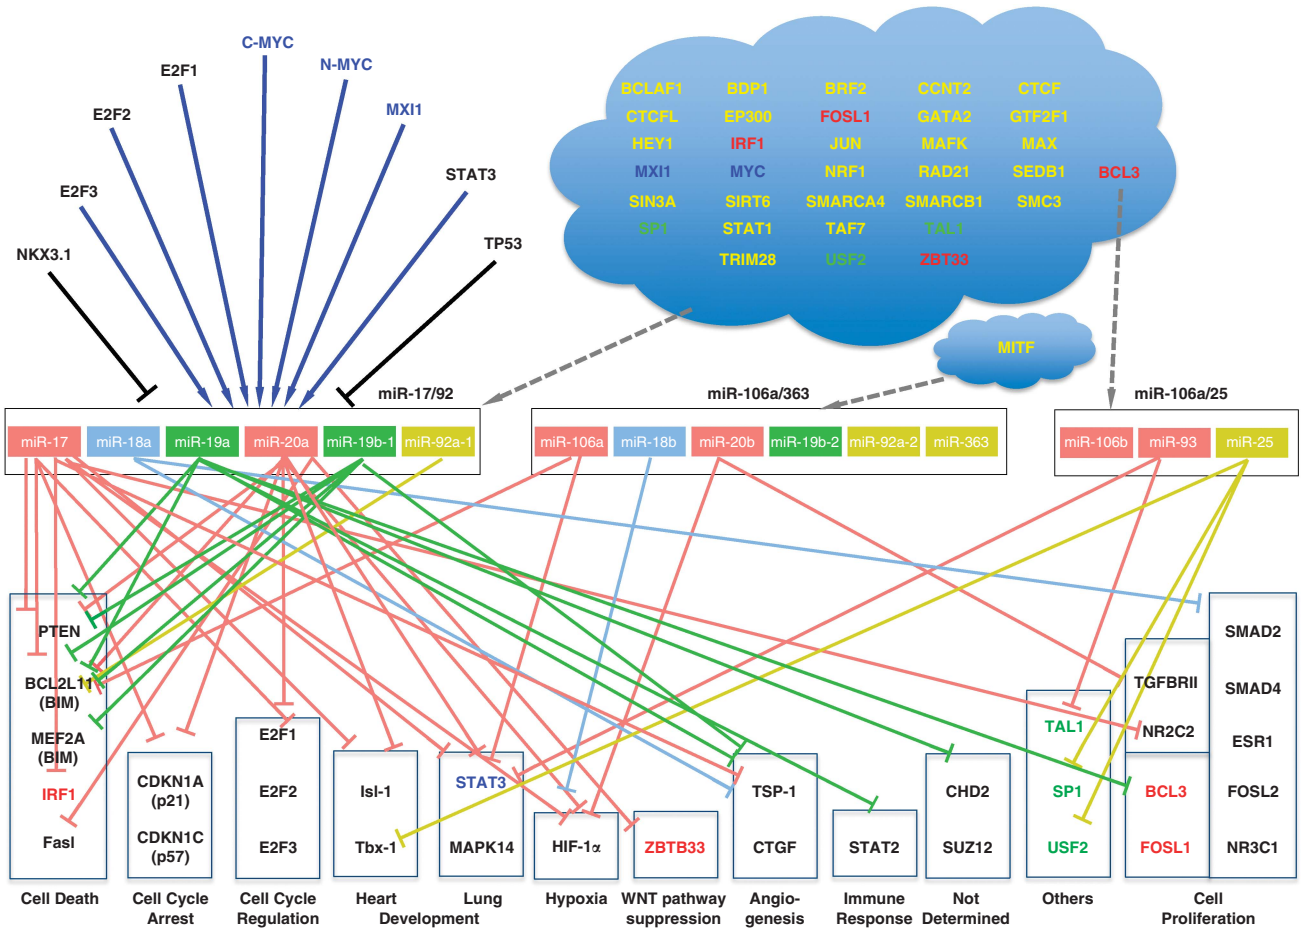 C-MYC
E2F1
N-MYC
E2F2
MXI1
E2F3
STAT3
NKX3.1
TP53
BCLAF1 BDP1 BRF2 CCNT2 CTCF
CTCFL EP300 FOSL1 GATA2 GTF2F1
HEY1 IRF1 JUN MAFK MAX
MXI1 MYC NRF1 RAD21 SEDB1 BCL3
SIN3A SIRT6 SMARCA4 SMARCB1 SMC3
SP1 STAT1 TAF7 TAL1
TRIM28 USF2 ZBT33
MITF
miR-17/92 miR-106a/363 miR-106a/25
miR-17 miR-18a miR-19a miR-20a miR-19b-1 miR-92a-1
miR-106a miR-18b miR-20b miR-19b-2 miR-92a-2 miR-363
miR-106b miR-93 miR-25
PTEN
BCL2L11
(BIM)
MEF2A
(BIM)
IRF1
Fasl
Cell Death
CDKN1A
(p21)
CDKN1C
(p57)
Cell Cycle
Arrest
E2F1
E2F2
E2F3
Cell Cycle
Regulation
Isl-1
Tbx-1
Heart
STAT3
MAPK14
Lung
Development
HIF-1α
Hypoxia
ZBTB33
WNT pathway
suppression
TSP-1
CTGF
Angio-
genesis
STAT2
Immune
Response
CHD2
SUZ12
Not
Determined
TAL1
SP1
USF2
Others
TGFBRII
NR2C2
BCL3
FOSL1
SMAD2
SMAD4
ESR1
FOSL2
NR3C1
Cell
Proliferation